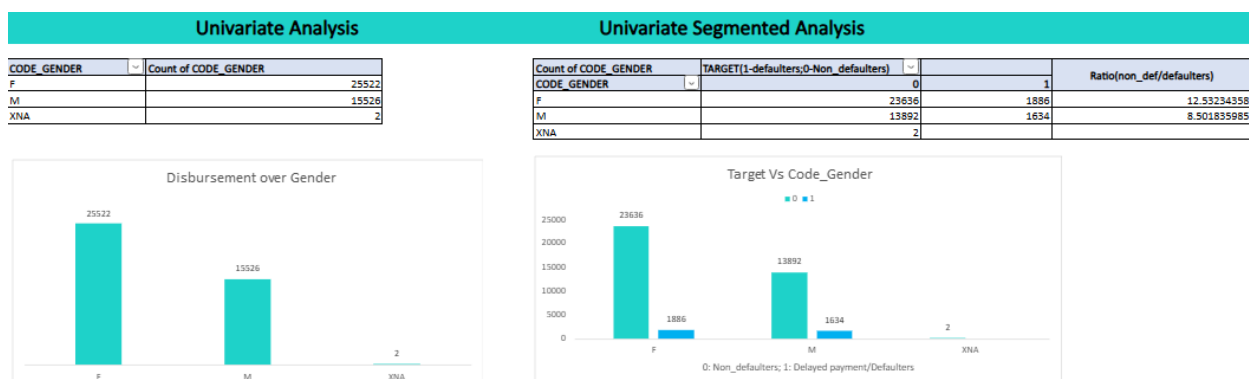 Univariate Analysis
Univariate Segmented Analysis
CODE_GENDER Count of CODE_GENDER
F 25522
M 15526
XNA 2
Count of CODE_GENDER TARGET(1-defaulters;0-Non_defaulters)
CODE_GENDER 0 1 Ratio(non_def/defaulters)
F 23636 1886 12.53234358
M 13892 1634 8.501835985
XNA 2
Disbursement over Gender
25522
15526
2
F M XNA
Target Vs Code_Gender
0 1
25000
20000
15000
10000
5000
0
23636
1886
13892
1634
2
F M XNA
0: Non_defaulters; 1: Delayed payment/Defaulters